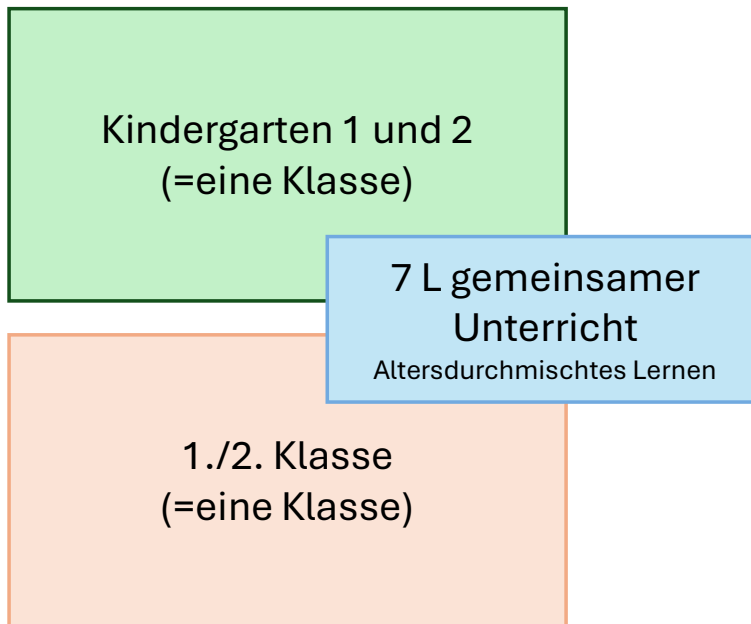 Kindergarten 1 und 2
(=eine Klasse)
7 L gemeinsamer
Unterricht
Altersdurchmischtes Lernen
1./2. Klasse
(=eine Klasse)